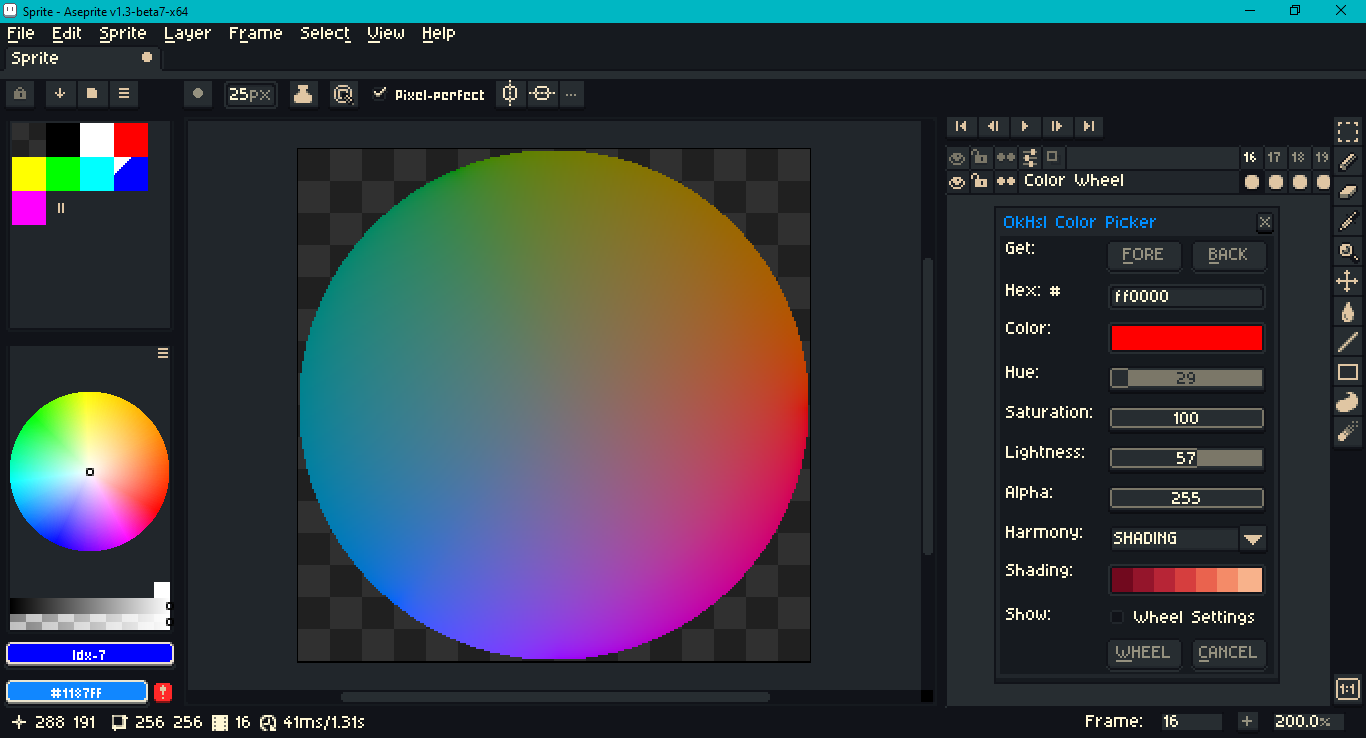 Sprite - Aseprite v1.3-beta7-x64
File Edit Sprite Layer Frame Select View Help
Sprite
25px Pixel-perfect ...
16 17 18 19
Color Wheel
OkHsl Color Picker
Get: FORE BACK
Hex: # ff0000
Color:
Hue: 29
Saturation: 100
Lightness: 57
Alpha: 255
Harmony: SHADING
Shading:
Show: Wheel Settings
WHEEL CANCEL
Idx-7
#1187FF
1:1
288 191 256 256 16 41ms/1.31s Frame: 16 + 200.0%